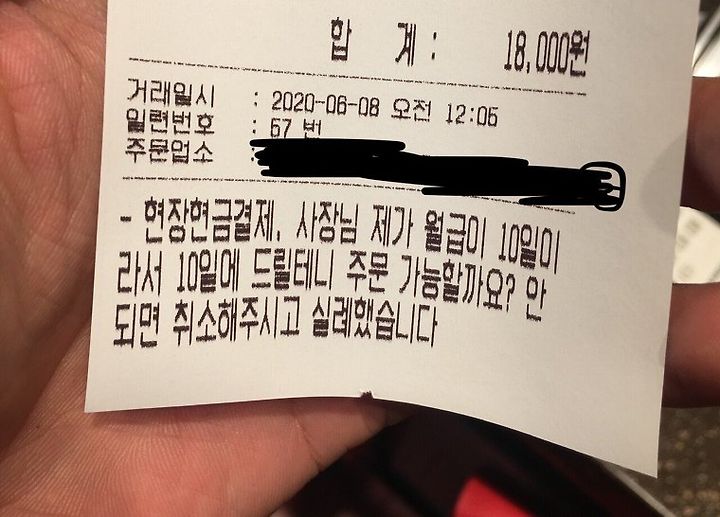 합 계 : 18,000원
거래일시 : 2020-06-08 오전 12:05
일련번호 : 57 번
주문업소 :
- 현장현금결제, 사장님 제가 월급이 10일이
라서 10일에 드릴테니 주문 가능할까요? 안
되면 취소해주시고 실례했습니다